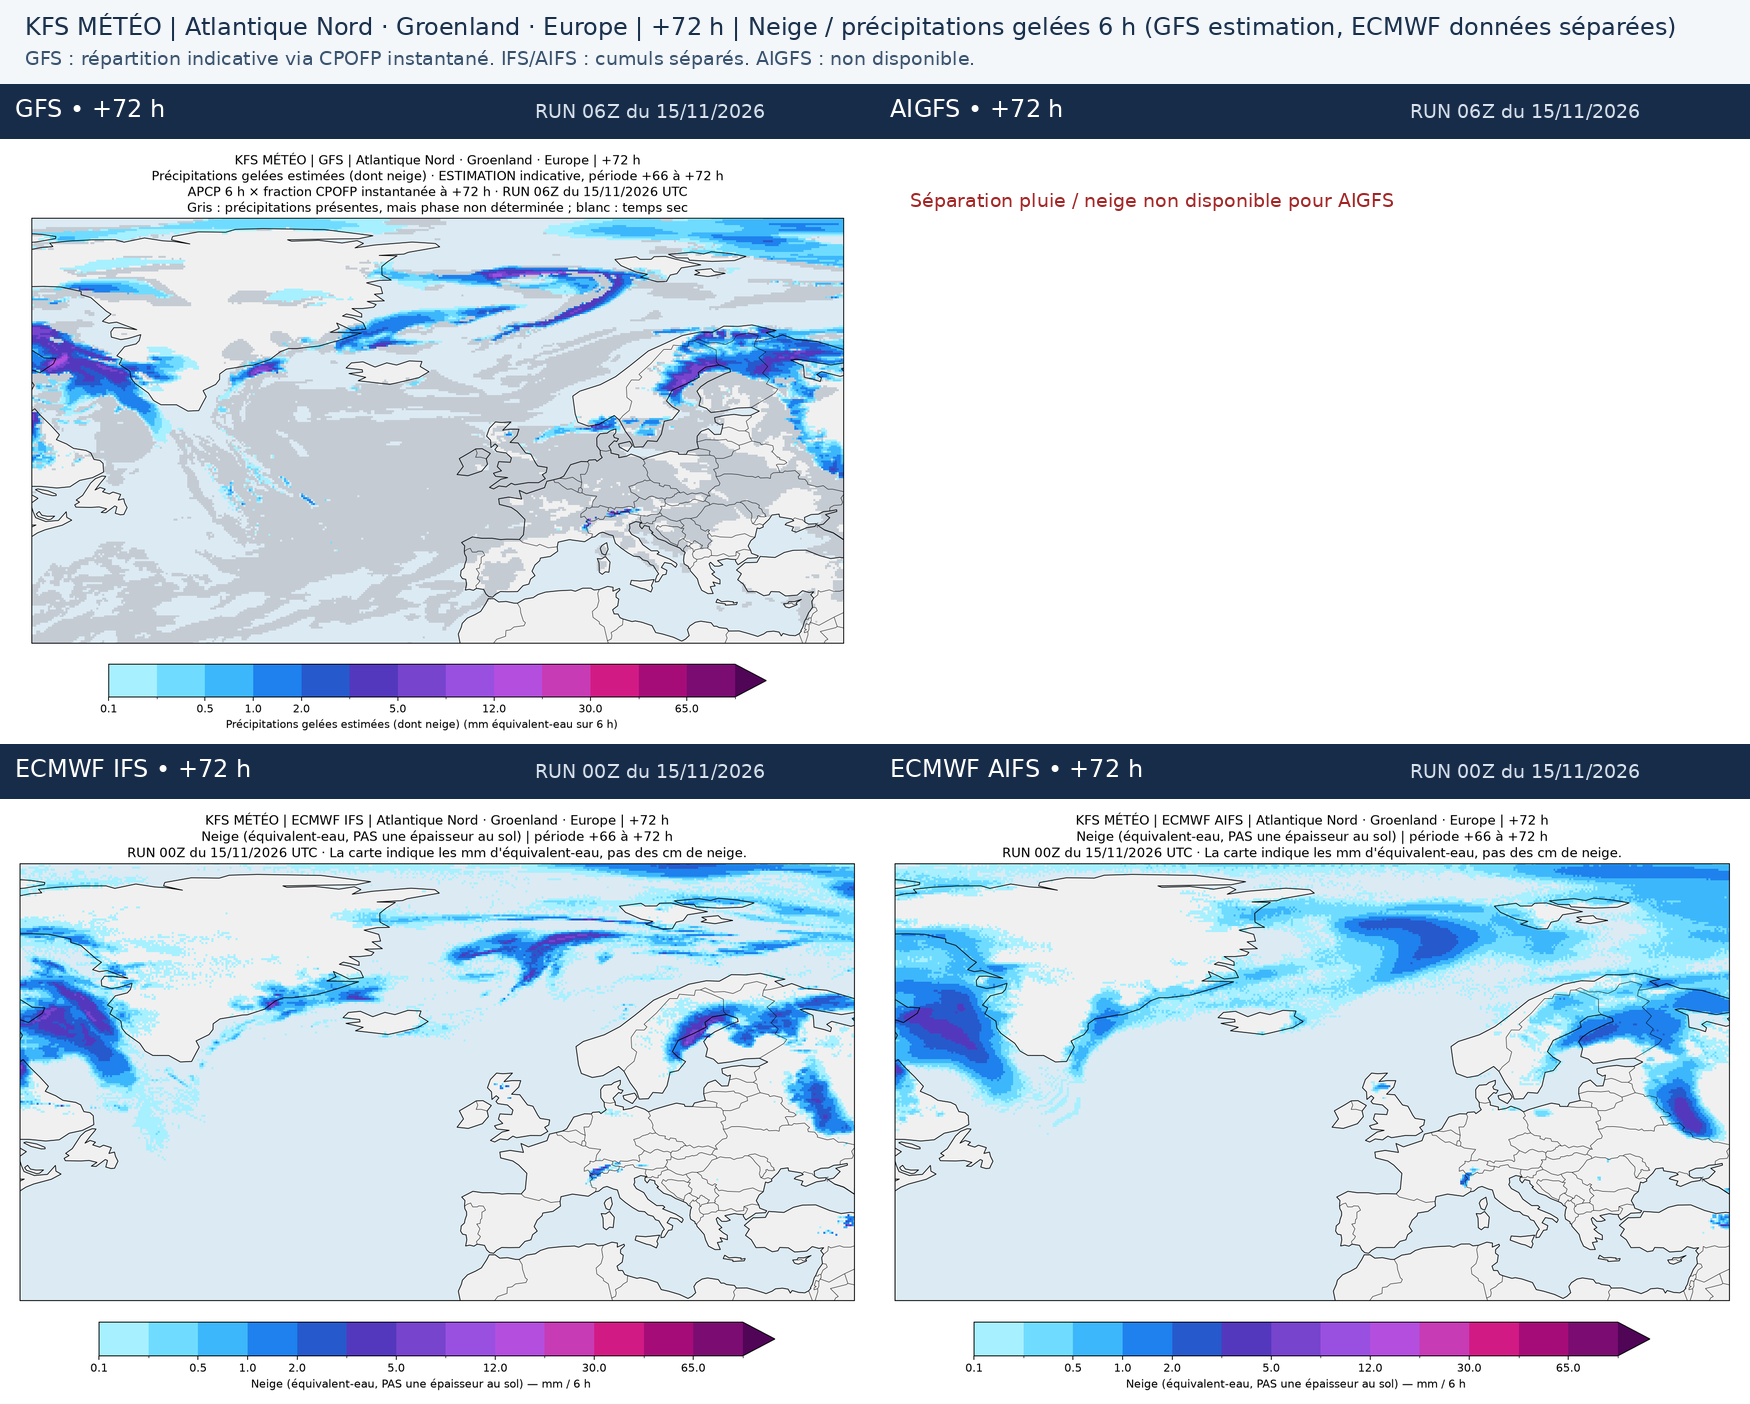 KFS MÉTÉO | Atlantique Nord · Groenland · Europe | +72 h | Neige / précipitations gelées 6 h (GFS estimation, ECMWF données séparées)
GFS : répartition indicative via CPOFP instantané. IFS/AIFS : cumuls séparés. AIGFS : non disponible.
GFS • +72 h
RUN 06Z du 15/11/2026
KFS MÉTÉO | GFS | Atlantique Nord · Groenland · Europe | +72 h
Précipitations gelées estimées (dont neige) · ESTIMATION indicative, période +66 à +72 h
APCP 6 h × fraction CPOFP instantanée à +72 h · RUN 06Z du 15/11/2026 UTC
Gris : précipitations présentes, mais phase non déterminée ; blanc : temps sec
0.1 0.5 1.0 2.0 5.0 12.0 30.0 65.0
Précipitations gelées estimées (dont neige) (mm équivalent-eau sur 6 h)
AIGFS • +72 h
RUN 06Z du 15/11/2026
Séparation pluie / neige non disponible pour AIGFS
ECMWF IFS • +72 h
RUN 00Z du 15/11/2026
KFS MÉTÉO | ECMWF IFS | Atlantique Nord · Groenland · Europe | +72 h
Neige (équivalent-eau, PAS une épaisseur au sol) | période +66 à +72 h
RUN 00Z du 15/11/2026 UTC · La carte indique les mm d'équivalent-eau, pas des cm de neige.
0.1 0.5 1.0 2.0 5.0 12.0 30.0 65.0
Neige (équivalent-eau, PAS une épaisseur au sol) — mm / 6 h
ECMWF AIFS • +72 h
RUN 00Z du 15/11/2026
KFS MÉTÉO | ECMWF AIFS | Atlantique Nord · Groenland · Europe | +72 h
Neige (équivalent-eau, PAS une épaisseur au sol) | période +66 à +72 h
RUN 00Z du 15/11/2026 UTC · La carte indique les mm d'équivalent-eau, pas des cm de neige.
0.1 0.5 1.0 2.0 5.0 12.0 30.0 65.0
Neige (équivalent-eau, PAS une épaisseur au sol) — mm / 6 h